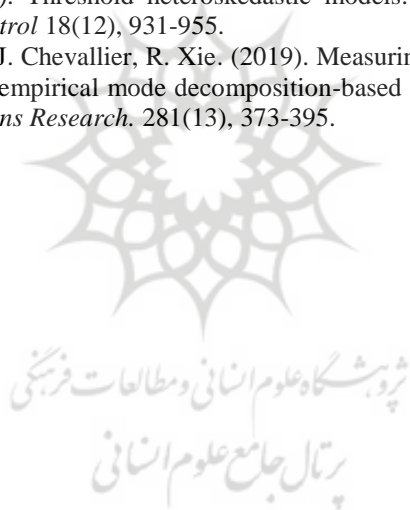 ). Threshold heteroskedastic models.
trol 18(12), 931-955.
J. Chevallier, R. Xie. (2019). Measurin
empirical mode decomposition-based
ns Research. 281(13), 373-395.
پژوهشگاه علوم انسانی و مطالعات فرهنگی
پرتال جامع علوم انسانی